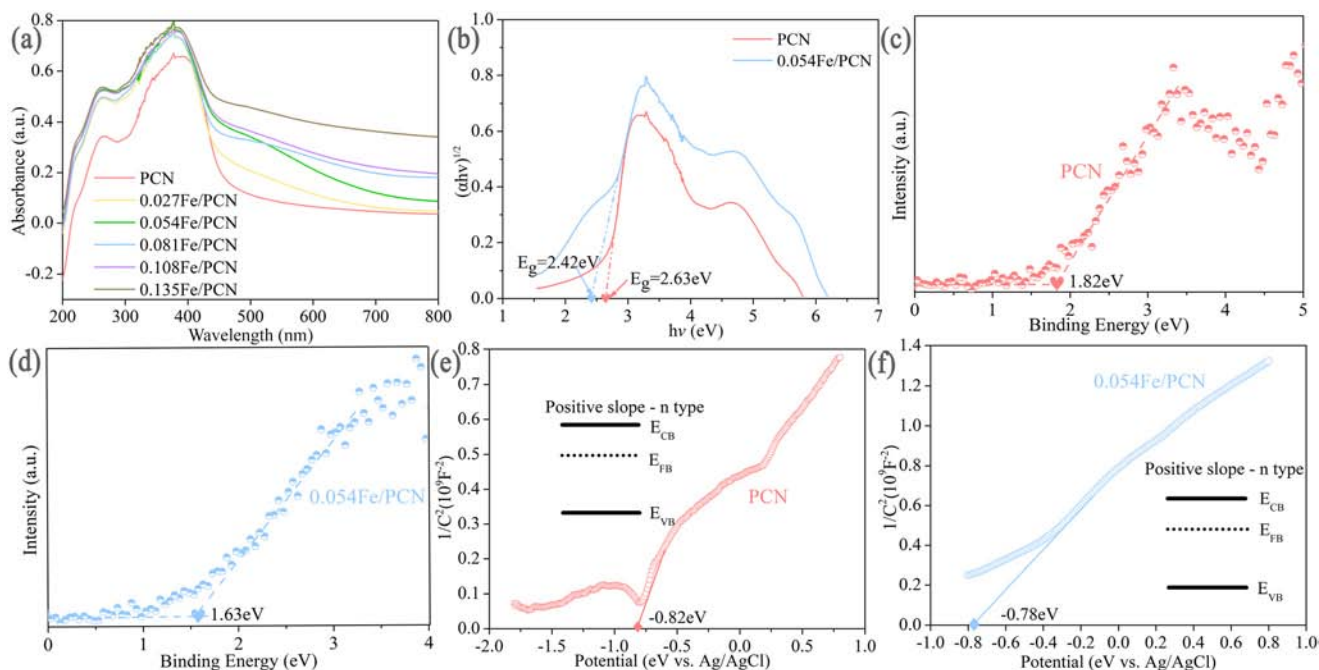 (a)
0.8
0.6
0.4
0.2
0.0
-0.2
Absorbance (a.u.)
PCN
0.027Fe/PCN
0.054Fe/PCN
0.081Fe/PCN
0.108Fe/PCN
0.135Fe/PCN
200 300 400 500 600 700 800
Wavelength (nm)
(b)
1.0
0.8
0.6
0.4
0.2
0.0
(αhv)1/2
PCN
0.054Fe/PCN
Eg=2.42eV
Eg=2.63eV
1 2 3 4 5 6 7
hν (eV)
(c)
Intensity (a.u.)
PCN
1.82eV
0 1 2 3 4 5
Binding Energy (eV)
(d)
Intensity (a.u.)
0.054Fe/PCN
1.63eV
0 1 2 3 4
Binding Energy (eV)
(e)
0.8
0.7
0.6
0.5
0.4
0.3
0.2
0.1
0.0
1/C2(109F-2)
Positive slope - n type
ECB
EFB
EVB
PCN
-0.82eV
-2.0 -1.5 -1.0 -0.5 0.0 0.5 1.0
Potential (eV vs. Ag/AgCl)
(f)
1.4
1.2
1.0
0.8
0.6
0.4
0.2
0.0
1/C2(109F-2)
0.054Fe/PCN
Positive slope - n type
ECB
EFB
EVB
-0.78eV
-1.0 -0.8 -0.6 -0.4 -0.2 0.0 0.2 0.4 0.6 0.8 1.0
Potential (eV vs. Ag/AgCl)